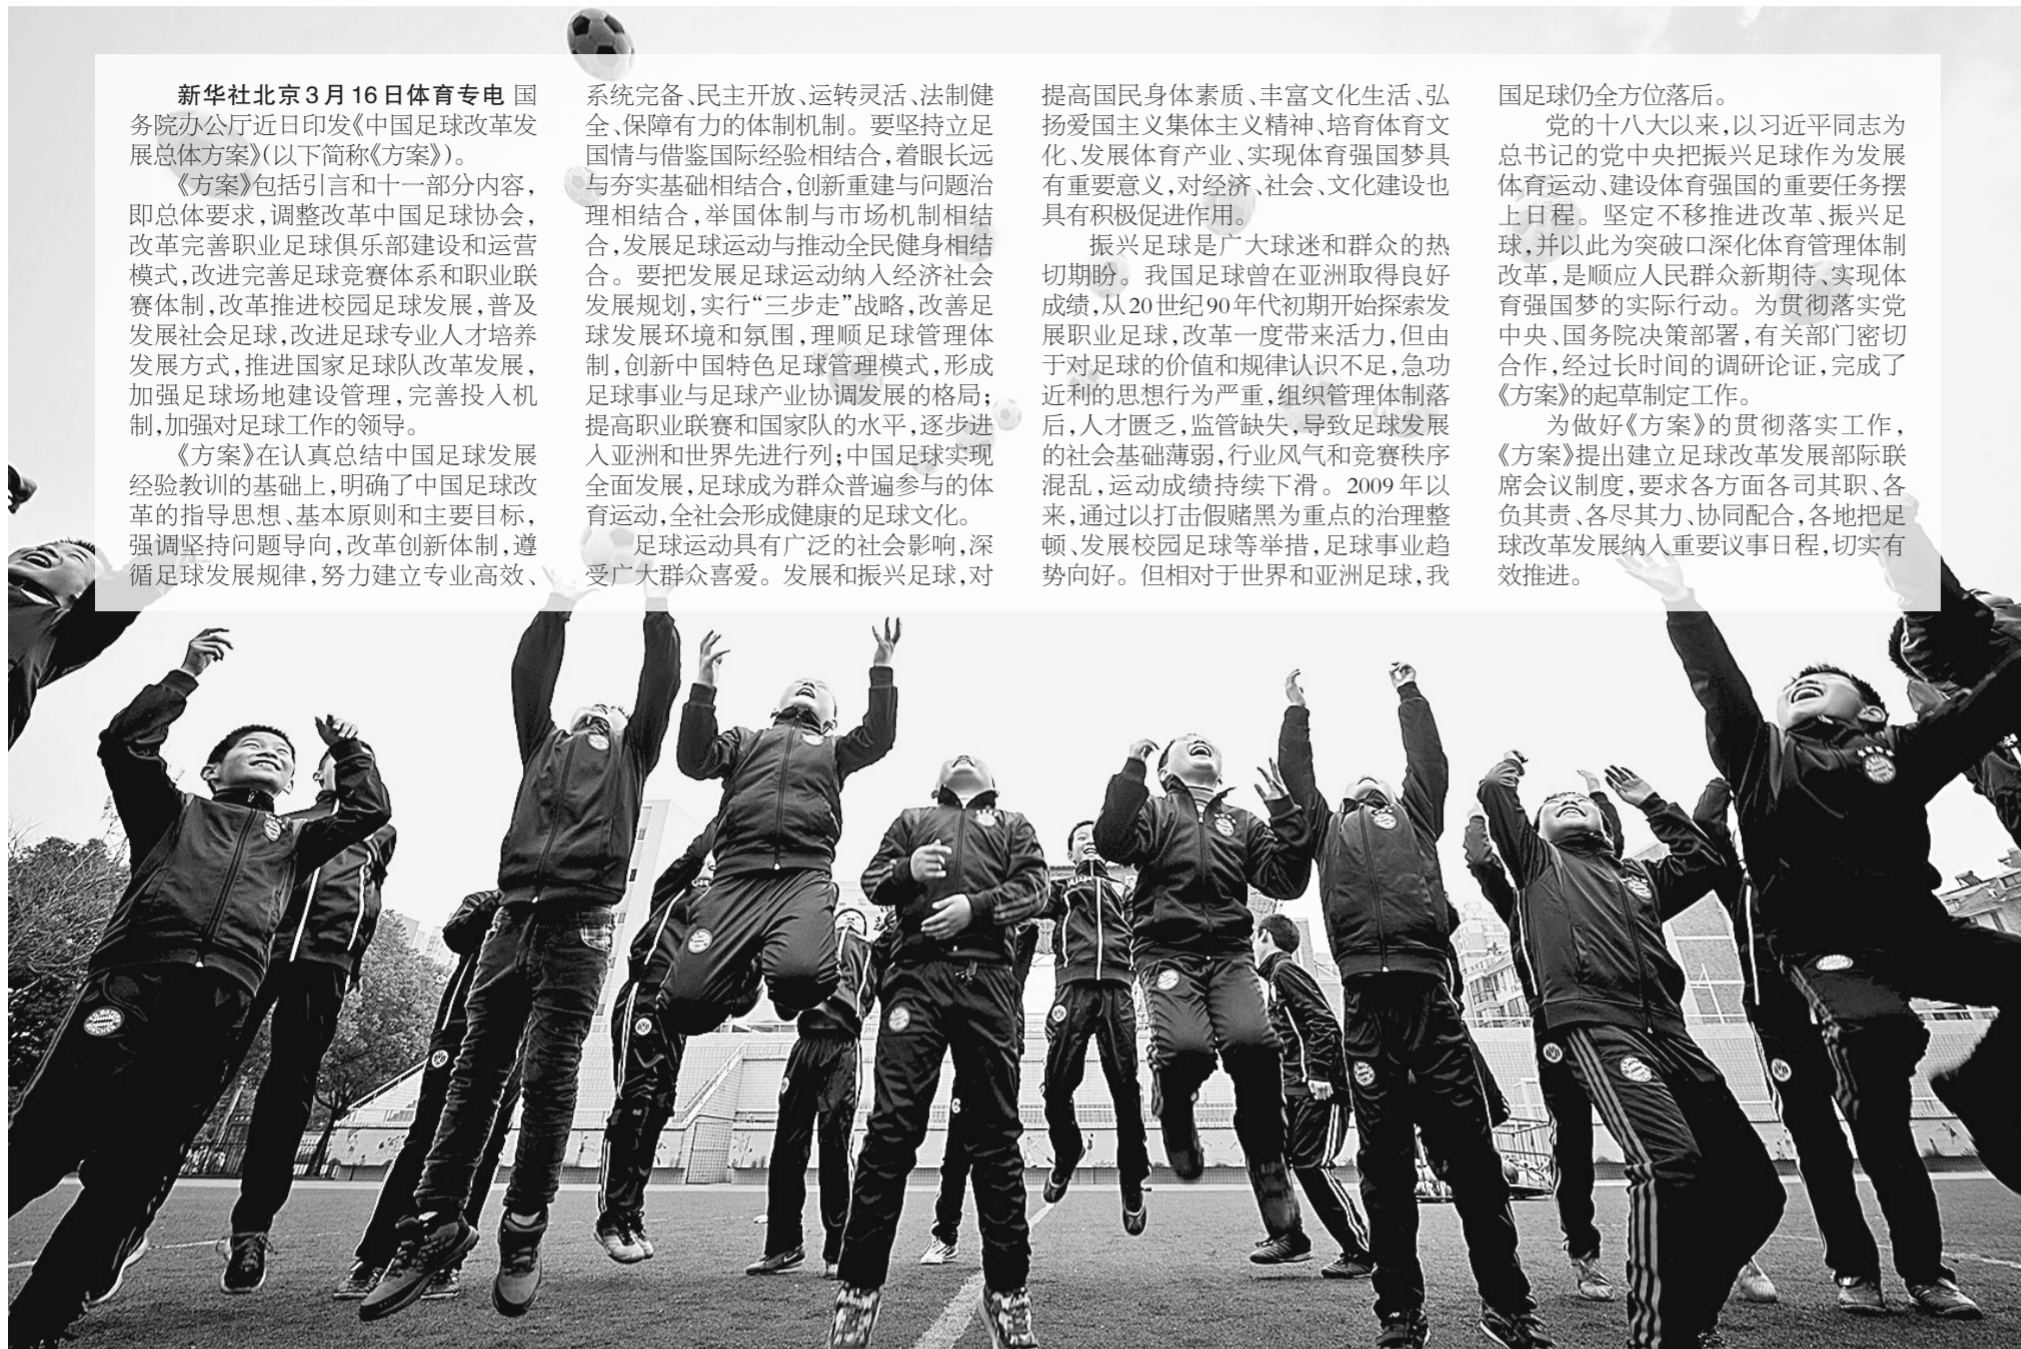 新华社北京3月16日体育专电 国
务院办公厅近日印发《中国足球改革发
展总体方案》(以下简称《方案》)。
《方案》包括引言和十一部分内容,
即总体要求,调整改革中国足球协会,
改革完善职业足球俱乐部建设和运营
模式,改进完善足球竞赛体系和职业联
赛体制,改革推进校园足球发展,普及
发展社会足球,改进足球专业人才培养
发展方式,推进国家足球队改革发展,
加强足球场地建设管理,完善投入机
制,加强对足球工作的领导。
《方案》在认真总结中国足球发展
经验教训的基础上,明确了中国足球改
革的指导思想、基本原则和主要目标,
强调坚持问题导向,改革创新体制,遵
循足球发展规律,努力建立专业高效、
系统完备、民主开放、运转灵活、法制健
全、保障有力的体制机制。要坚持立足
国情与借鉴国际经验相结合,着眼长远
与夯实基础相结合,创新重建与问题治
理相结合,举国体制与市场机制相结
合,发展足球运动与推动全民健身相结
合。要把发展足球运动纳入经济社会
发展规划,实行“三步走”战略,改善足
球发展环境和氛围,理顺足球管理体
制,创新中国特色足球管理模式,形成
足球事业与足球产业协调发展的格局;
提高职业联赛和国家队的水平,逐步进
入亚洲和世界先进行列;中国足球实现
全面发展,足球成为群众普遍参与的体
育运动,全社会形成健康的足球文化。
足球运动具有广泛的社会影响,深
受广大群众喜爱。发展和振兴足球,对
提高国民身体素质、丰富文化生活、弘
扬爱国主义集体主义精神、培育体育文
化、发展体育产业、实现体育强国梦具
有重要意义,对经济、社会、文化建设也
具有积极促进作用。
振兴足球是广大球迷和群众的热
切期盼。我国足球曾在亚洲取得良好
成绩,从20世纪90年代初期开始探索发
展职业足球,改革一度带来活力,但由
于对足球的价值和规律认识不足,急功
近利的思想行为严重,组织管理体制落
后,人才匮乏,监管缺失,导致足球发展
的社会基础薄弱,行业风气和竞赛秩序
混乱,运动成绩持续下滑。2009年以
来,通过以打击假赌黑为重点的治理整
顿、发展校园足球等举措,足球事业趋
势向好。但相对于世界和亚洲足球,我
国足球仍全方位落后。
党的十八大以来,以习近平同志为
总书记的党中央把振兴足球作为发展
体育运动、建设体育强国的重要任务摆
上日程。坚定不移推进改革、振兴足
球,并以此为突破口深化体育管理体制
改革,是顺应人民群众新期待、实现体
育强国梦的实际行动。为贯彻落实党
中央、国务院决策部署,有关部门密切
合作,经过长时间的调研论证,完成了
《方案》的起草制定工作。
为做好《方案》的贯彻落实工作,
《方案》提出建立足球改革发展部际联
席会议制度,要求各方面各司其职、各
负其责、各尽其力、协同配合,各地把足
球改革发展纳入重要议事日程,切实有
效推进。